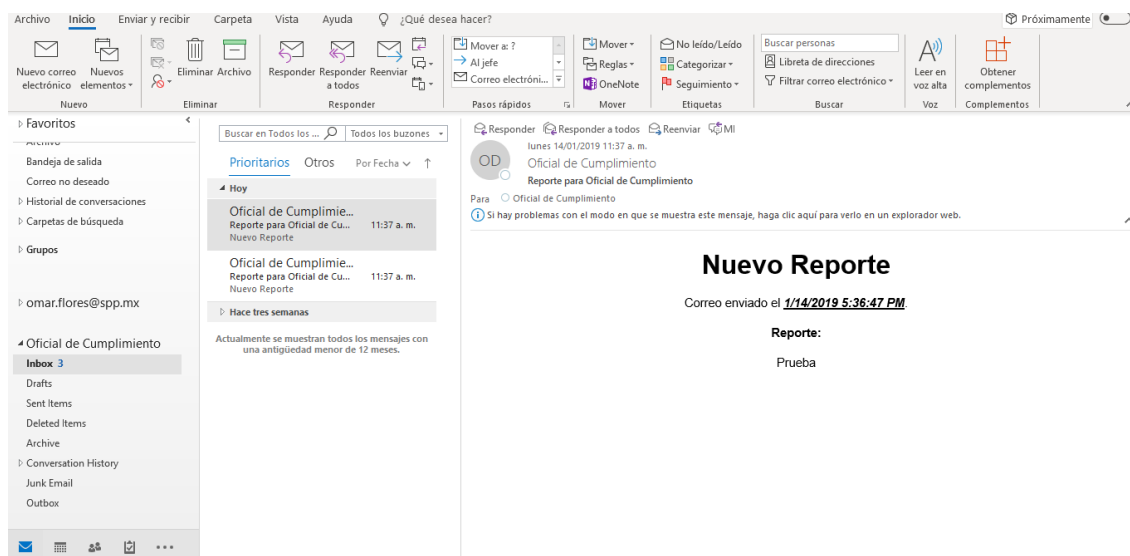 Archivo Inicio Enviar y recibir Carpeta Vista Ayuda ¿Qué desea hacer? Próximamente
Nuevo correo electrónico
Nuevos elementos
Nuevo
Eliminar
Archivo
Eliminar
Responder
Responder a todos
Reenviar
Responder
Mover a: ?
Al jefe
Correo electróni...
Pasos rápidos
Mover
Reglas
OneNote
Mover
No leído/Leído
Categorizar
Seguimiento
Etiquetas
Buscar personas
Libreta de direcciones
Filtrar correo electrónico
Buscar
Leer en voz alta
Voz
Obtener complementos
Complementos
Favoritos
Archivo
Bandeja de salida
Correo no deseado
Historial de conversaciones
Carpetas de búsqueda
Grupos
omar.flores@spp.mx
Oficial de Cumplimiento
Inbox 3
Drafts
Sent Items
Deleted Items
Archive
Conversation History
Junk Email
Outbox
Buscar en Todos los ... Todos los buzones
Prioritarios Otros Por Fecha
Hoy
Oficial de Cumplimie...
Reporte para Oficial de Cu... 11:37 a. m.
Nuevo Reporte
Oficial de Cumplimie...
Reporte para Oficial de Cu... 11:37 a. m.
Nuevo Reporte
Hace tres semanas
Actualmente se muestran todos los mensajes con
una antigüedad menor de 12 meses.
Responder Responder a todos Reenviar MI
lunes 14/01/2019 11:37 a. m.
OD
Oficial de Cumplimiento
Reporte para Oficial de Cumplimiento
Para Oficial de Cumplimiento
Si hay problemas con el modo en que se muestra este mensaje, haga clic aquí para verlo en un explorador web.
Nuevo Reporte
Correo enviado el 1/14/2019 5:36:47 PM.
Reporte:
Prueba